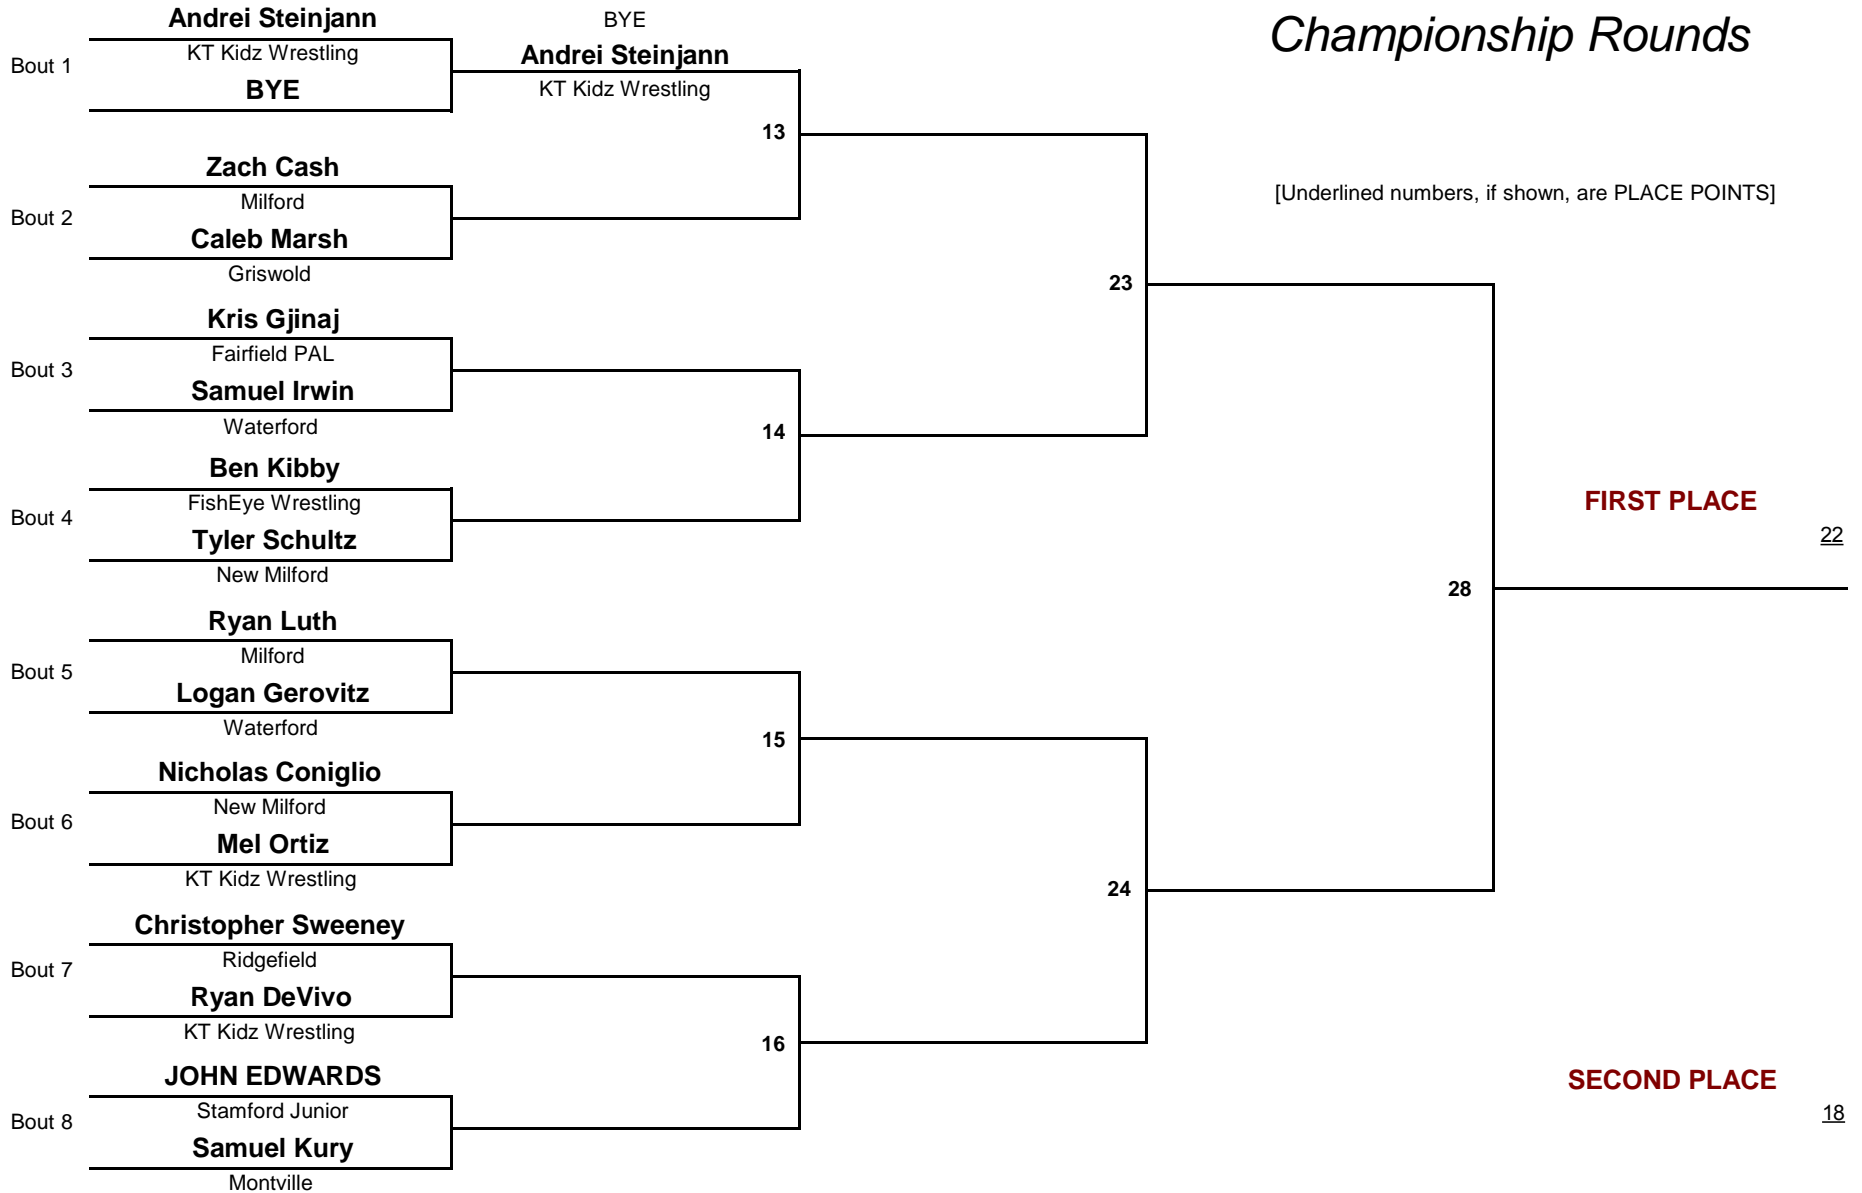 Championship Rounds
[Underlined numbers, if shown, are PLACE POINTS]
Andrei Steinjann
Bout 1
KT Kidz Wrestling
BYE
BYE
Andrei Steinjann
KT Kidz Wrestling
13
Zach Cash
Bout 2
Milford
Caleb Marsh
Griswold
23
Kris Gjinaj
Bout 3
Fairfield PAL
Samuel Irwin
Waterford
14
Ben Kibby
Bout 4
FishEye Wrestling
Tyler Schultz
New Milford
FIRST PLACE
22
28
Ryan Luth
Bout 5
Milford
Logan Gerovitz
Waterford
15
Nicholas Coniglio
Bout 6
New Milford
Mel Ortiz
KT Kidz Wrestling
24
Christopher Sweeney
Bout 7
Ridgefield
Ryan DeVivo
KT Kidz Wrestling
16
JOHN EDWARDS
Bout 8
Stamford Junior
Samuel Kury
Montville
SECOND PLACE
18